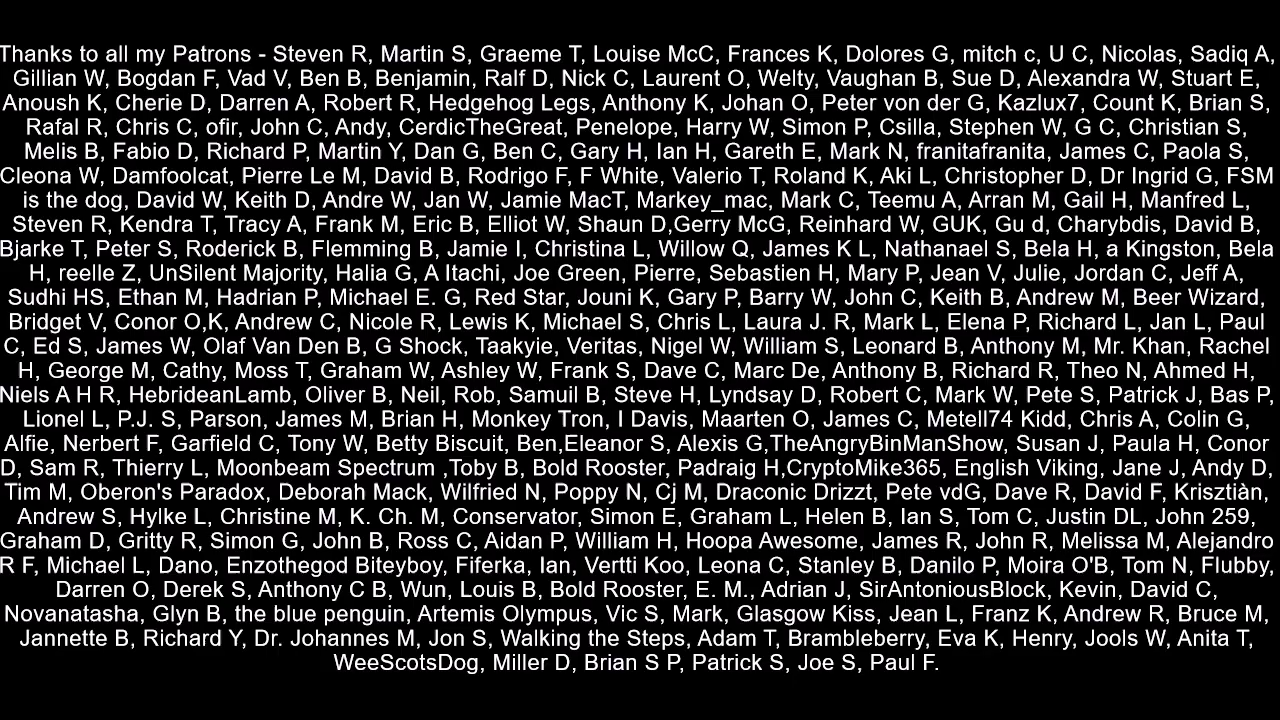 Thanks to all my Patrons - Steven R, Martin S, Graeme T, Louise McC, Frances K, Dolores G, mitch c, U C, Nicolas, Sadiq A,
Gillian W, Bogdan F, Vad V, Ben B, Benjamin, Ralf D, Nick C, Laurent O, Welty, Vaughan B, Sue D, Alexandra W, Stuart E,
Anoush K, Cherie D, Darren A, Robert R, Hedgehog Legs, Anthony K, Johan O, Peter von der G, Kazlux7, Count K, Brian S,
Rafal R, Chris C, ofir, John C, Andy, CerdicTheGreat, Penelope, Harry W, Simon P, Csilla, Stephen W, G C, Christian S,
Melis B, Fabio D, Richard P, Martin Y, Dan G, Ben C, Gary H, Ian H, Gareth E, Mark N, franitafranita, James C, Paola S,
Cleona W, Damfoolcat, Pierre Le M, David B, Rodrigo F, F White, Valerio T, Roland K, Aki L, Christopher D, Dr Ingrid G, FSM
is the dog, David W, Keith D, Andre W, Jan W, Jamie MacT, Markey_mac, Mark C, Teemu A, Arran M, Gail H, Manfred L,
Steven R, Kendra T, Tracy A, Frank M, Eric B, Elliot W, Shaun D,Gerry McG, Reinhard W, GUK, Gu d, Charybdis, David B,
Bjarke T, Peter S, Roderick B, Flemming B, Jamie I, Christina L, Willow Q, James K L, Nathanael S, Bela H, a Kingston, Bela
H, reelle Z, UnSilent Majority, Halia G, A Itachi, Joe Green, Pierre, Sebastien H, Mary P, Jean V, Julie, Jordan C, Jeff A,
Sudhi HS, Ethan M, Hadrian P, Michael E. G, Red Star, Jouni K, Gary P, Barry W, John C, Keith B, Andrew M, Beer Wizard,
Bridget V, Conor O,K, Andrew C, Nicole R, Lewis K, Michael S, Chris L, Laura J. R, Mark L, Elena P, Richard L, Jan L, Paul
C, Ed S, James W, Olaf Van Den B, G Shock, Taakyie, Veritas, Nigel W, William S, Leonard B, Anthony M, Mr. Khan, Rachel
H, George M, Cathy, Moss T, Graham W, Ashley W, Frank S, Dave C, Marc De, Anthony B, Richard R, Theo N, Ahmed H,
Niels A H R, HebrideanLamb, Oliver B, Neil, Rob, Samuil B, Steve H, Lyndsay D, Robert C, Mark W, Pete S, Patrick J, Bas P,
Lionel L, P.J. S, Parson, James M, Brian H, Monkey Tron, I Davis, Maarten O, James C, Metell74 Kidd, Chris A, Colin G,
Alfie, Nerbert F, Garfield C, Tony W, Betty Biscuit, Ben,Eleanor S, Alexis G,TheAngryBinManShow, Susan J, Paula H, Conor
D, Sam R, Thierry L, Moonbeam Spectrum ,Toby B, Bold Rooster, Padraig H,CryptoMike365, English Viking, Jane J, Andy D,
Tim M, Oberon's Paradox, Deborah Mack, Wilfried N, Poppy N, Cj M, Draconic Drizzt, Pete vdG, Dave R, David F, Krisztiàn,
Andrew S, Hylke L, Christine M, K. Ch. M, Conservator, Simon E, Graham L, Helen B, Ian S, Tom C, Justin DL, John 259,
Graham D, Gritty R, Simon G, John B, Ross C, Aidan P, William H, Hoopa Awesome, James R, John R, Melissa M, Alejandro
R F, Michael L, Dano, Enzothegod Biteyboy, Fiferka, Ian, Vertti Koo, Leona C, Stanley B, Danilo P, Moira O'B, Tom N, Flubby,
Darren O, Derek S, Anthony C B, Wun, Louis B, Bold Rooster, E. M., Adrian J, SirAntoniousBlock, Kevin, David C,
Novanatasha, Glyn B, the blue penguin, Artemis Olympus, Vic S, Mark, Glasgow Kiss, Jean L, Franz K, Andrew R, Bruce M,
Jannette B, Richard Y, Dr. Johannes M, Jon S, Walking the Steps, Adam T, Brambleberry, Eva K, Henry, Jools W, Anita T,
WeeScotsDog, Miller D, Brian S P, Patrick S, Joe S, Paul F.